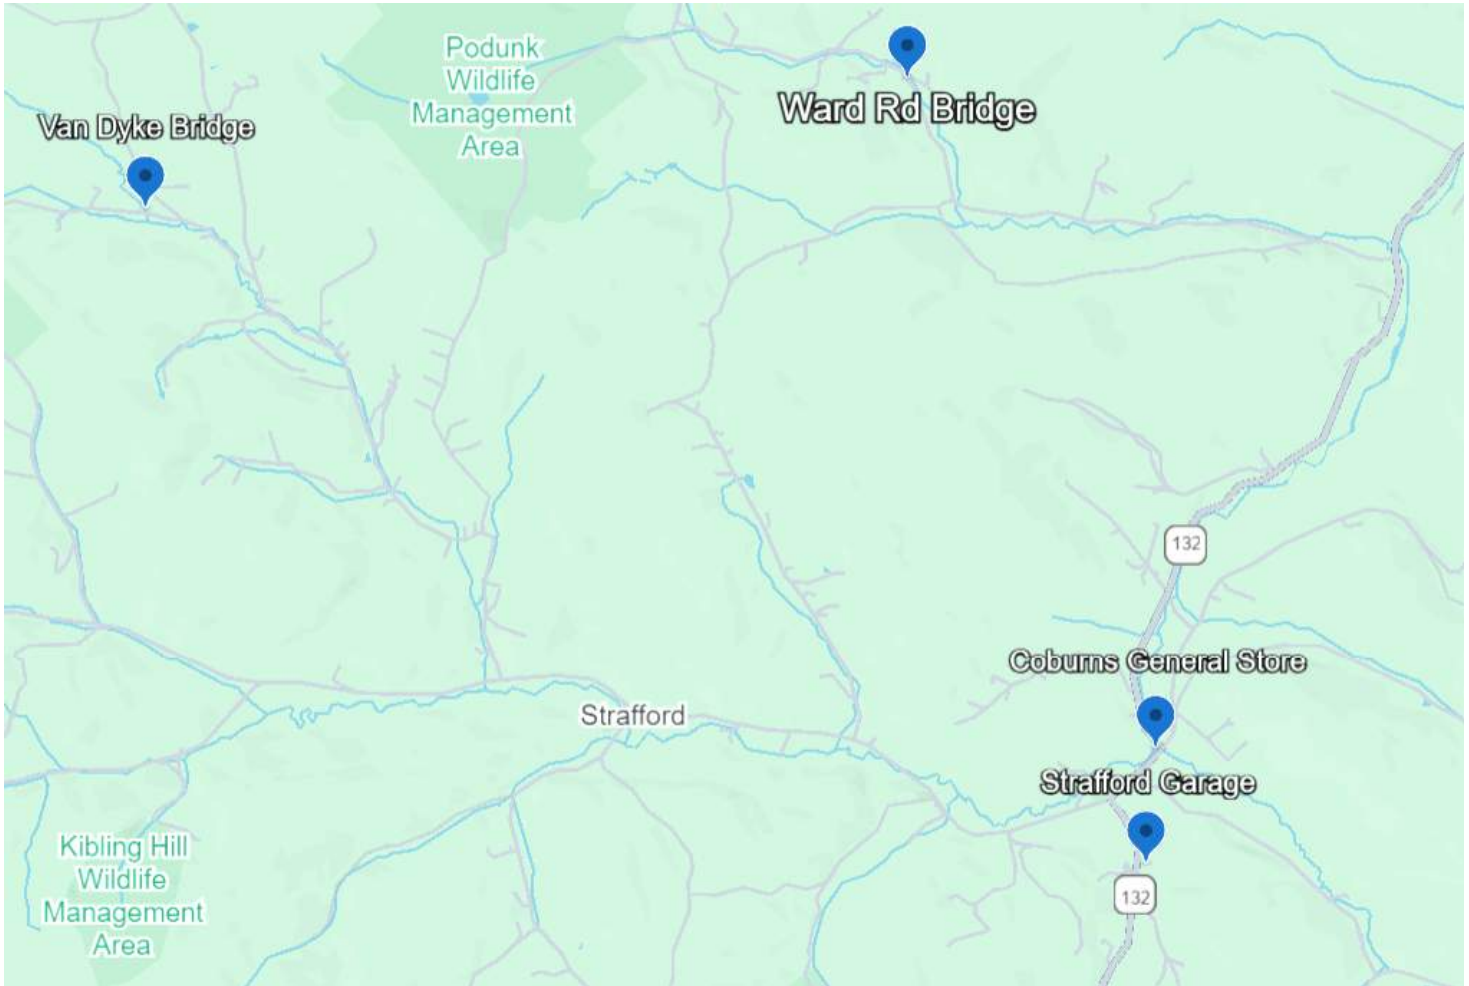 Podunk
Wildlife
Management
Area
Ward Rd Bridge
Van Dyke Bridge
132
Coburns General Store
Strafford
Strafford Garage
Kibling Hill
Wildlife
Management
Area
132